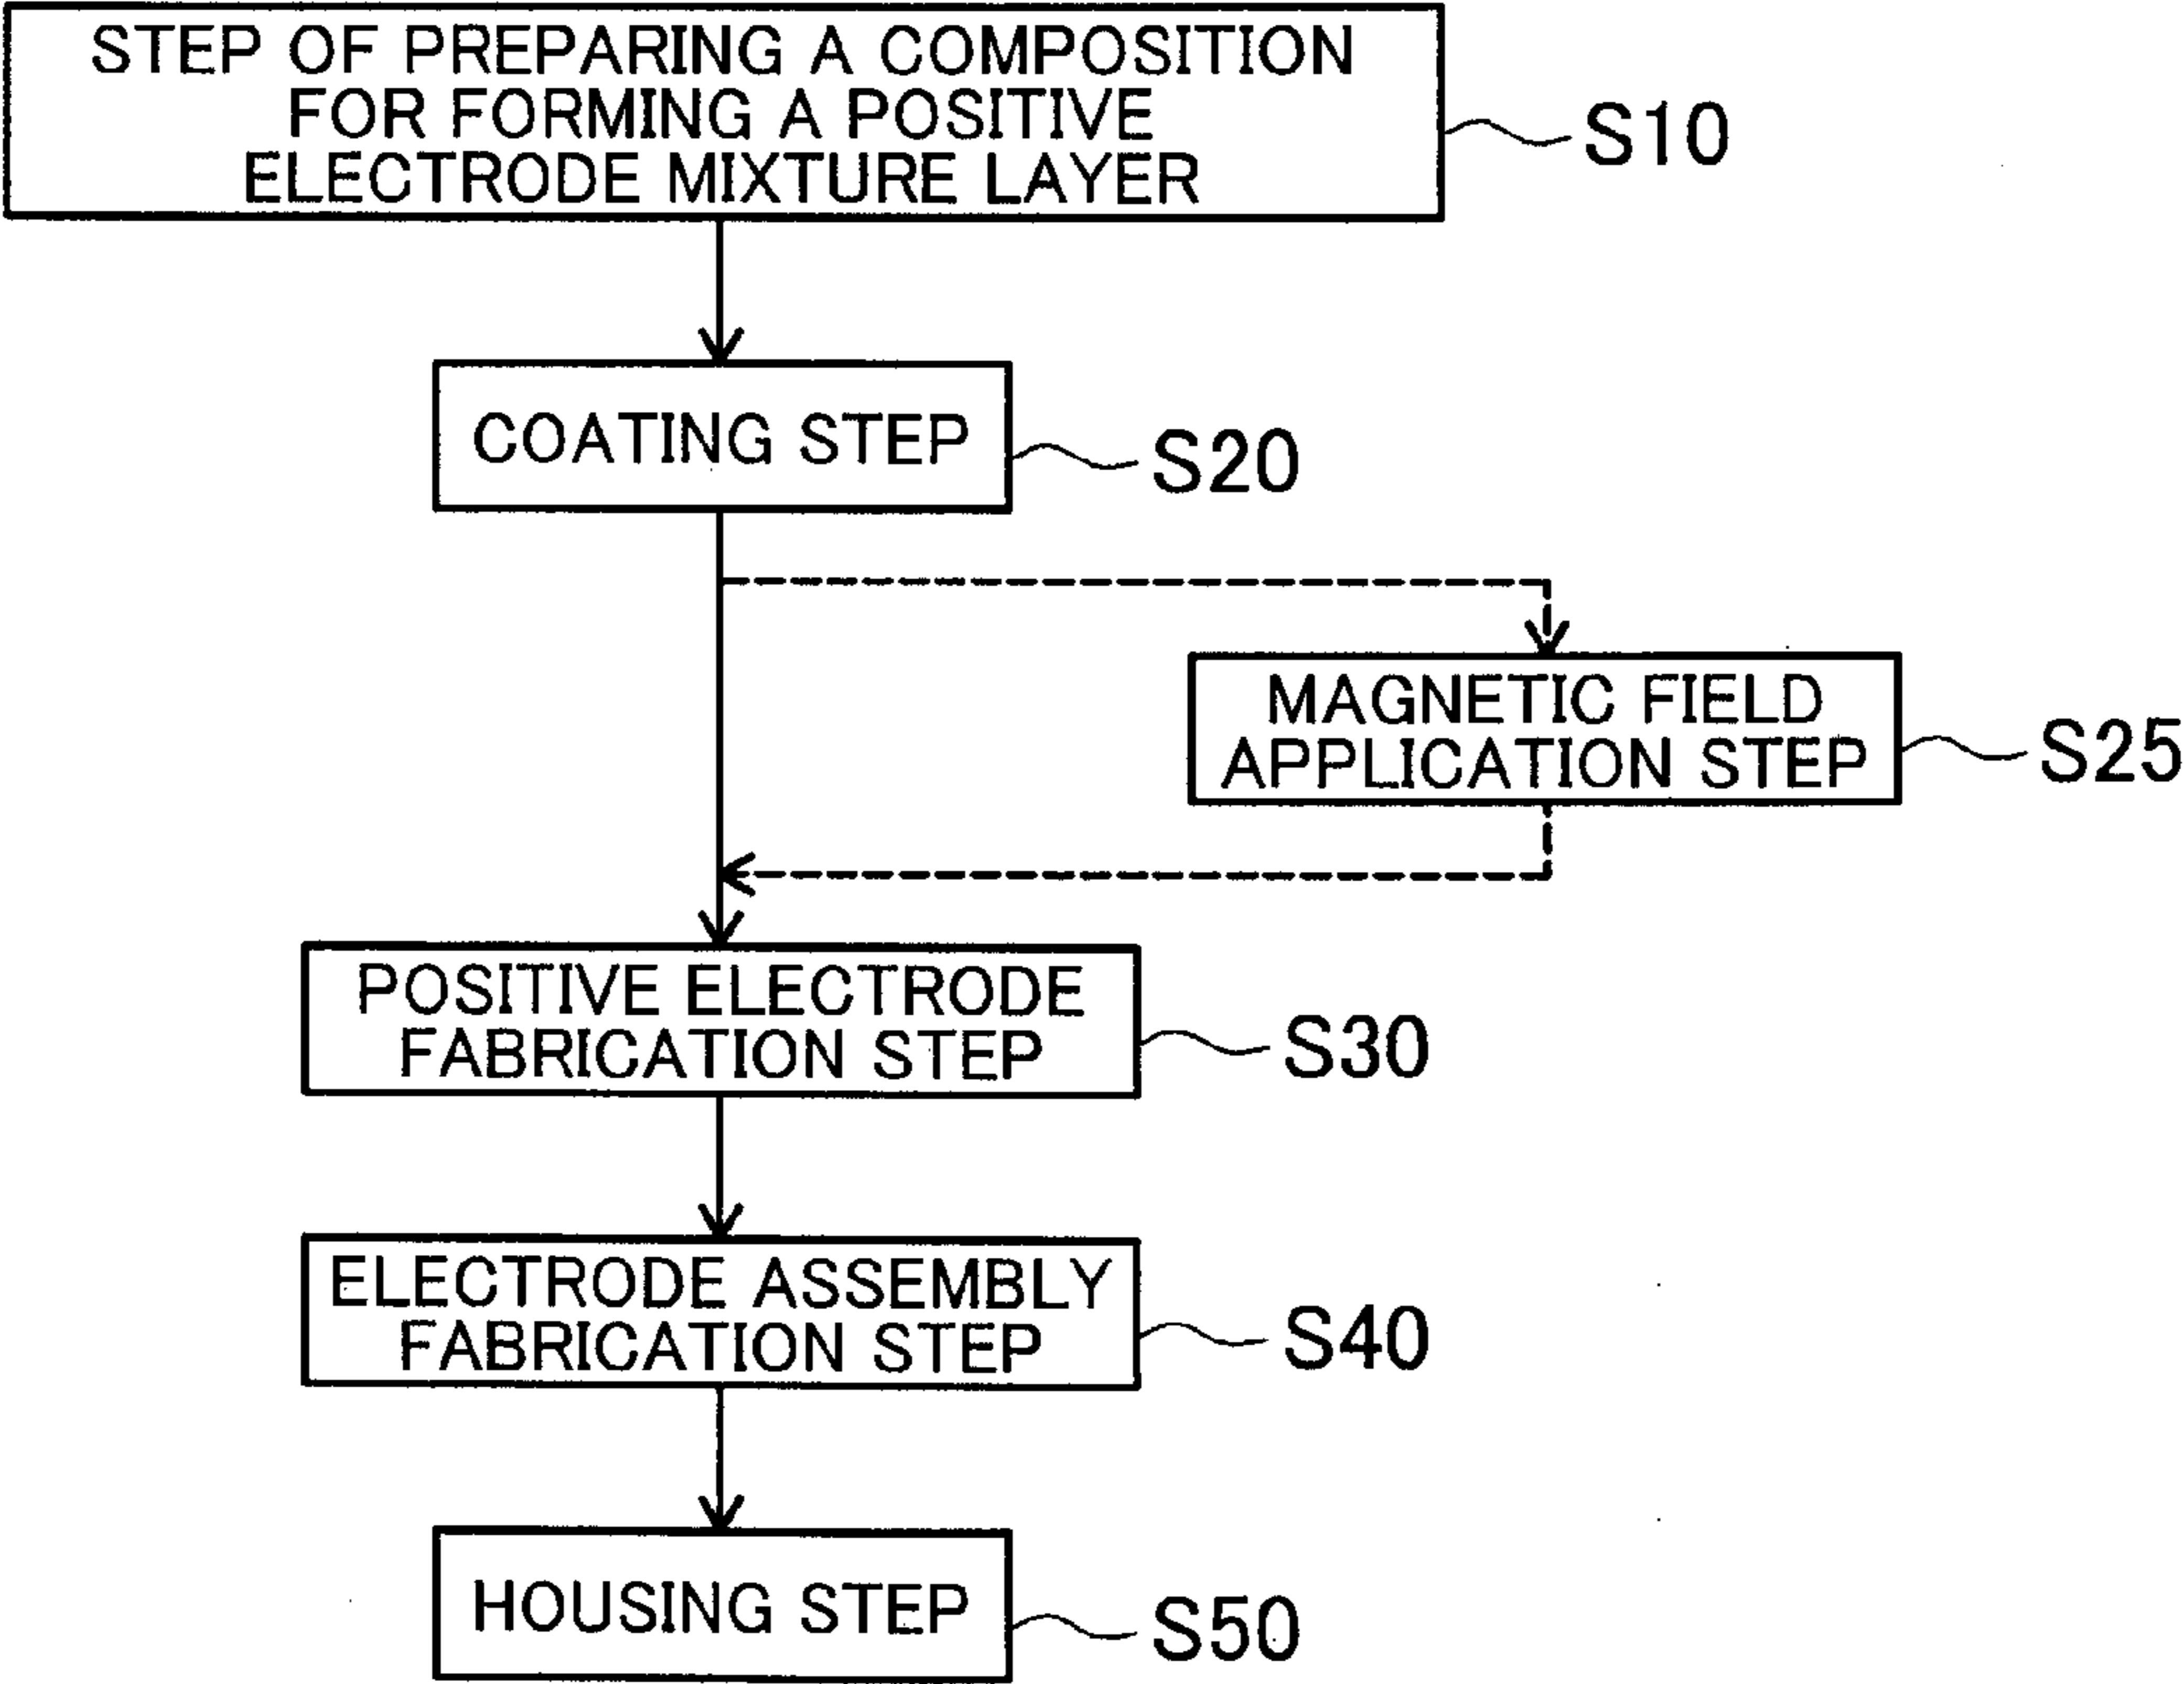 STEP OF PREPARING A COMPOSITION
FOR FORMING A POSITIVE
ELECTRODE MIXTURE LAYER
S10
COATING STEP
S20
MAGNETIC FIELD
APPLICATION STEP
S25
POSITIVE ELECTRODE
FABRICATION STEP
S30
ELECTRODE ASSEMBLY
FABRICATION STEP
S40
HOUSING STEP
S50